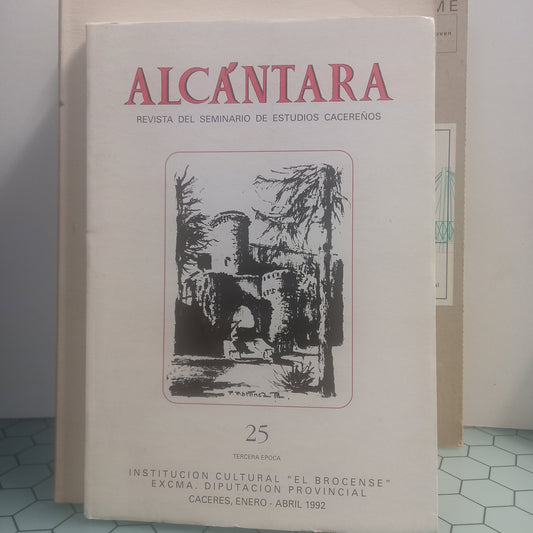 ALCÁNTARA
REVISTA DEL SEMINARIO DE ESTUDIOS CACEREÑOS
25
TERCERA EPOCA
INSTITUCION CULTURAL "EL BROCENSE"
EXCMA. DIPUTACION PROVINCIAL
CACERES, ENERO - ABRIL 1992
ME